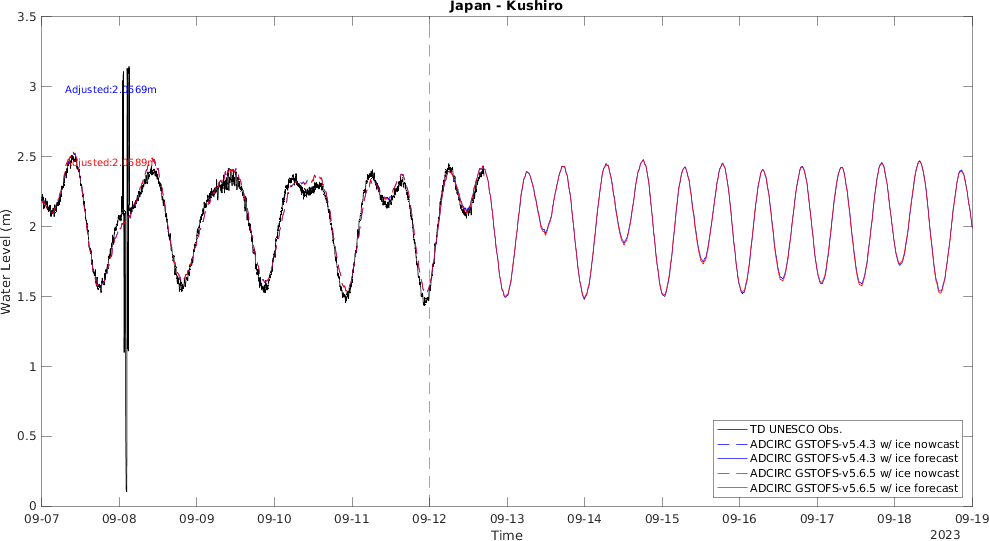 Japan - Kushiro
Water Level (m)
3.5
3
2.5
2
1.5
1
0.5
0
Adjusted:2.0669m
09-07
09-08
09-09
09-10
09-11
09-12
09-13
09-14
09-15
09-16
09-17
09-18
09-19
Time
2023
TD UNESCO Obs.
ADCIRC GSTOFS-v5.4.3 w/ ice nowcast
ADCIRC GSTOFS-v5.4.3 w/ ice forecast
ADCIRC GSTOFS-v5.6.5 w/ ice nowcast
ADCIRC GSTOFS-v5.6.5 w/ ice forecast